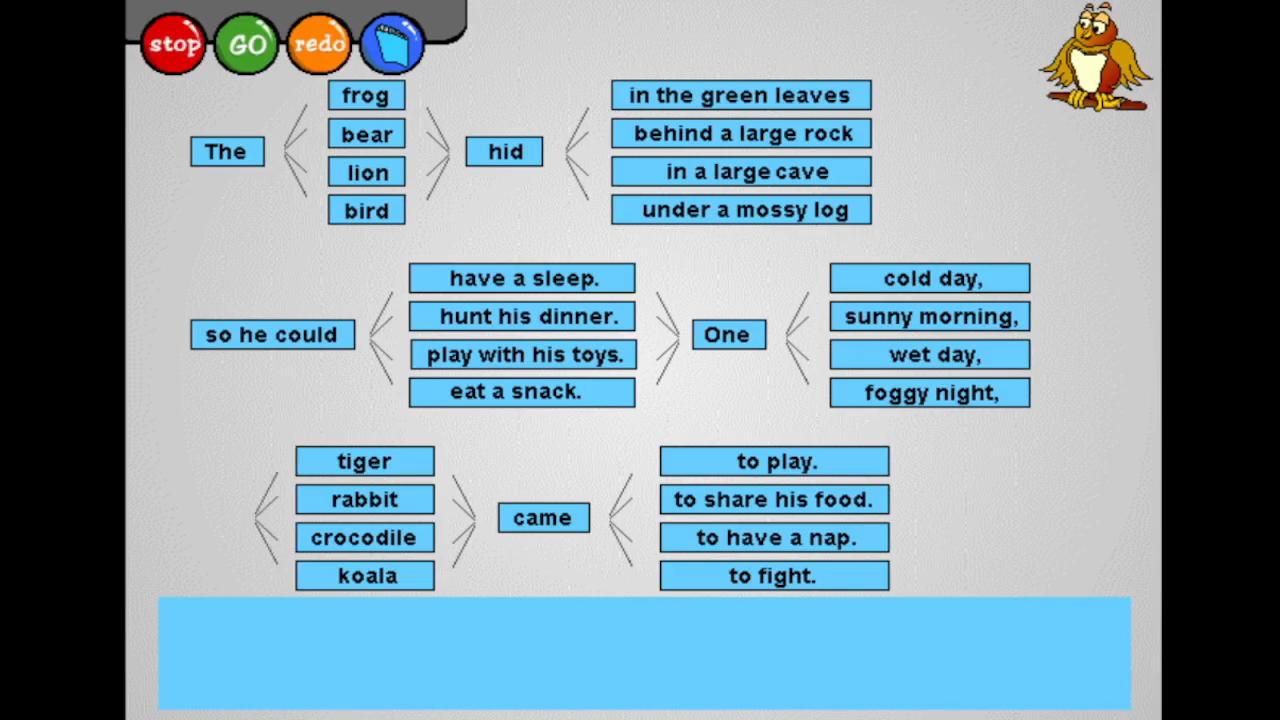 stop GO redo
The
frog
bear
lion
bird
hid
in the green leaves
behind a large rock
in a large cave
under a mossy log
so he could
have a sleep.
hunt his dinner.
play with his toys.
eat a snack.
One
cold day,
sunny morning,
wet day,
foggy night,
tiger
rabbit
crocodile
koala
came
to play.
to share his food.
to have a nap.
to fight.